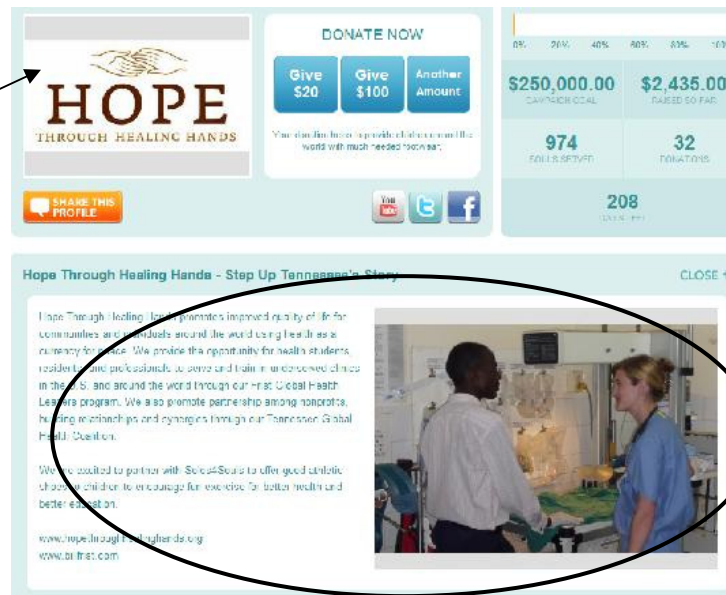 HOPE
THROUGH HEALING HANDS
DONATE NOW
Give $20
Give $100
Another Amount
Your donation helps to provide children around the
world with much needed footwear.
SHARE THIS PROFILE
You Tube
0% 20% 40% 60% 80% 100%
$250,000.00
CAMPAIGN GOAL
$2,435.00
RAISED SO FAR
974
SOULS SERVED
32
DONATIONS
208
DAYS LEFT
Hope Through Healing Hands - Step Up Tennessee's Story
CLOSE
Hope Through Healing Hands promotes improved quality of life for
communities and individuals around the world using health as a
currency for peace. We provide the opportunity for health students,
residents, and professionals to serve and train in underserved clinics
in the U.S. and around the world through our Frist Global Health
Leaders program. We also promote partnership among nonprofits,
building relationships and synergies through our Tennessee Global
Health Coalition.
We are excited to partner with Soles4Souls to offer good athletic
shoes to children to encourage fun exercise for better health and
better education.
www.hopethroughhealinghands.org
www.billfrist.com